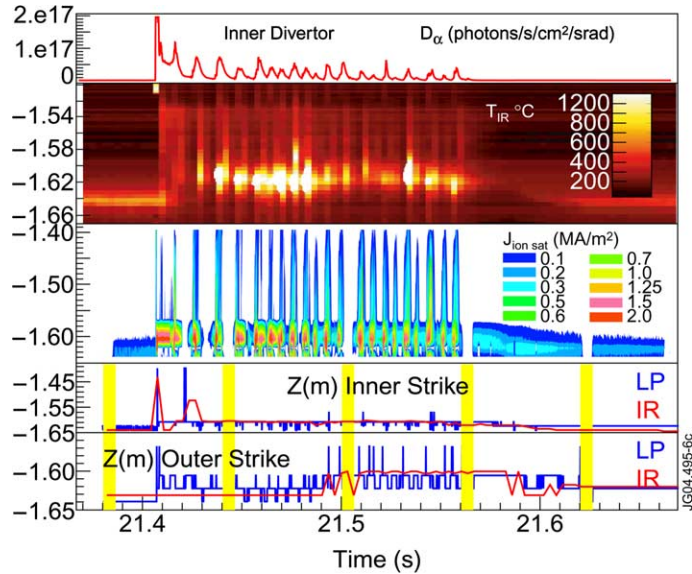 2.e17
Inner Divertor Dα (photons/s/cm²/srad)
1.e17
0
−1.54
TIR °C
1200
800
600
400
200
−1.58
−1.62
−1.66
−1.40
Jion sat (MA/m²)
0.1 0.7
0.2 1.0
0.3 1.25
0.5 1.5
0.6 2.0
−1.50
−1.60
−1.45
Z(m) Inner Strike
LP
IR
−1.55
−1.65
Z(m) Outer Strike
LP
IR
−1.60
−1.65
21.4 21.5 21.6
Time (s)
JG04.495-6c